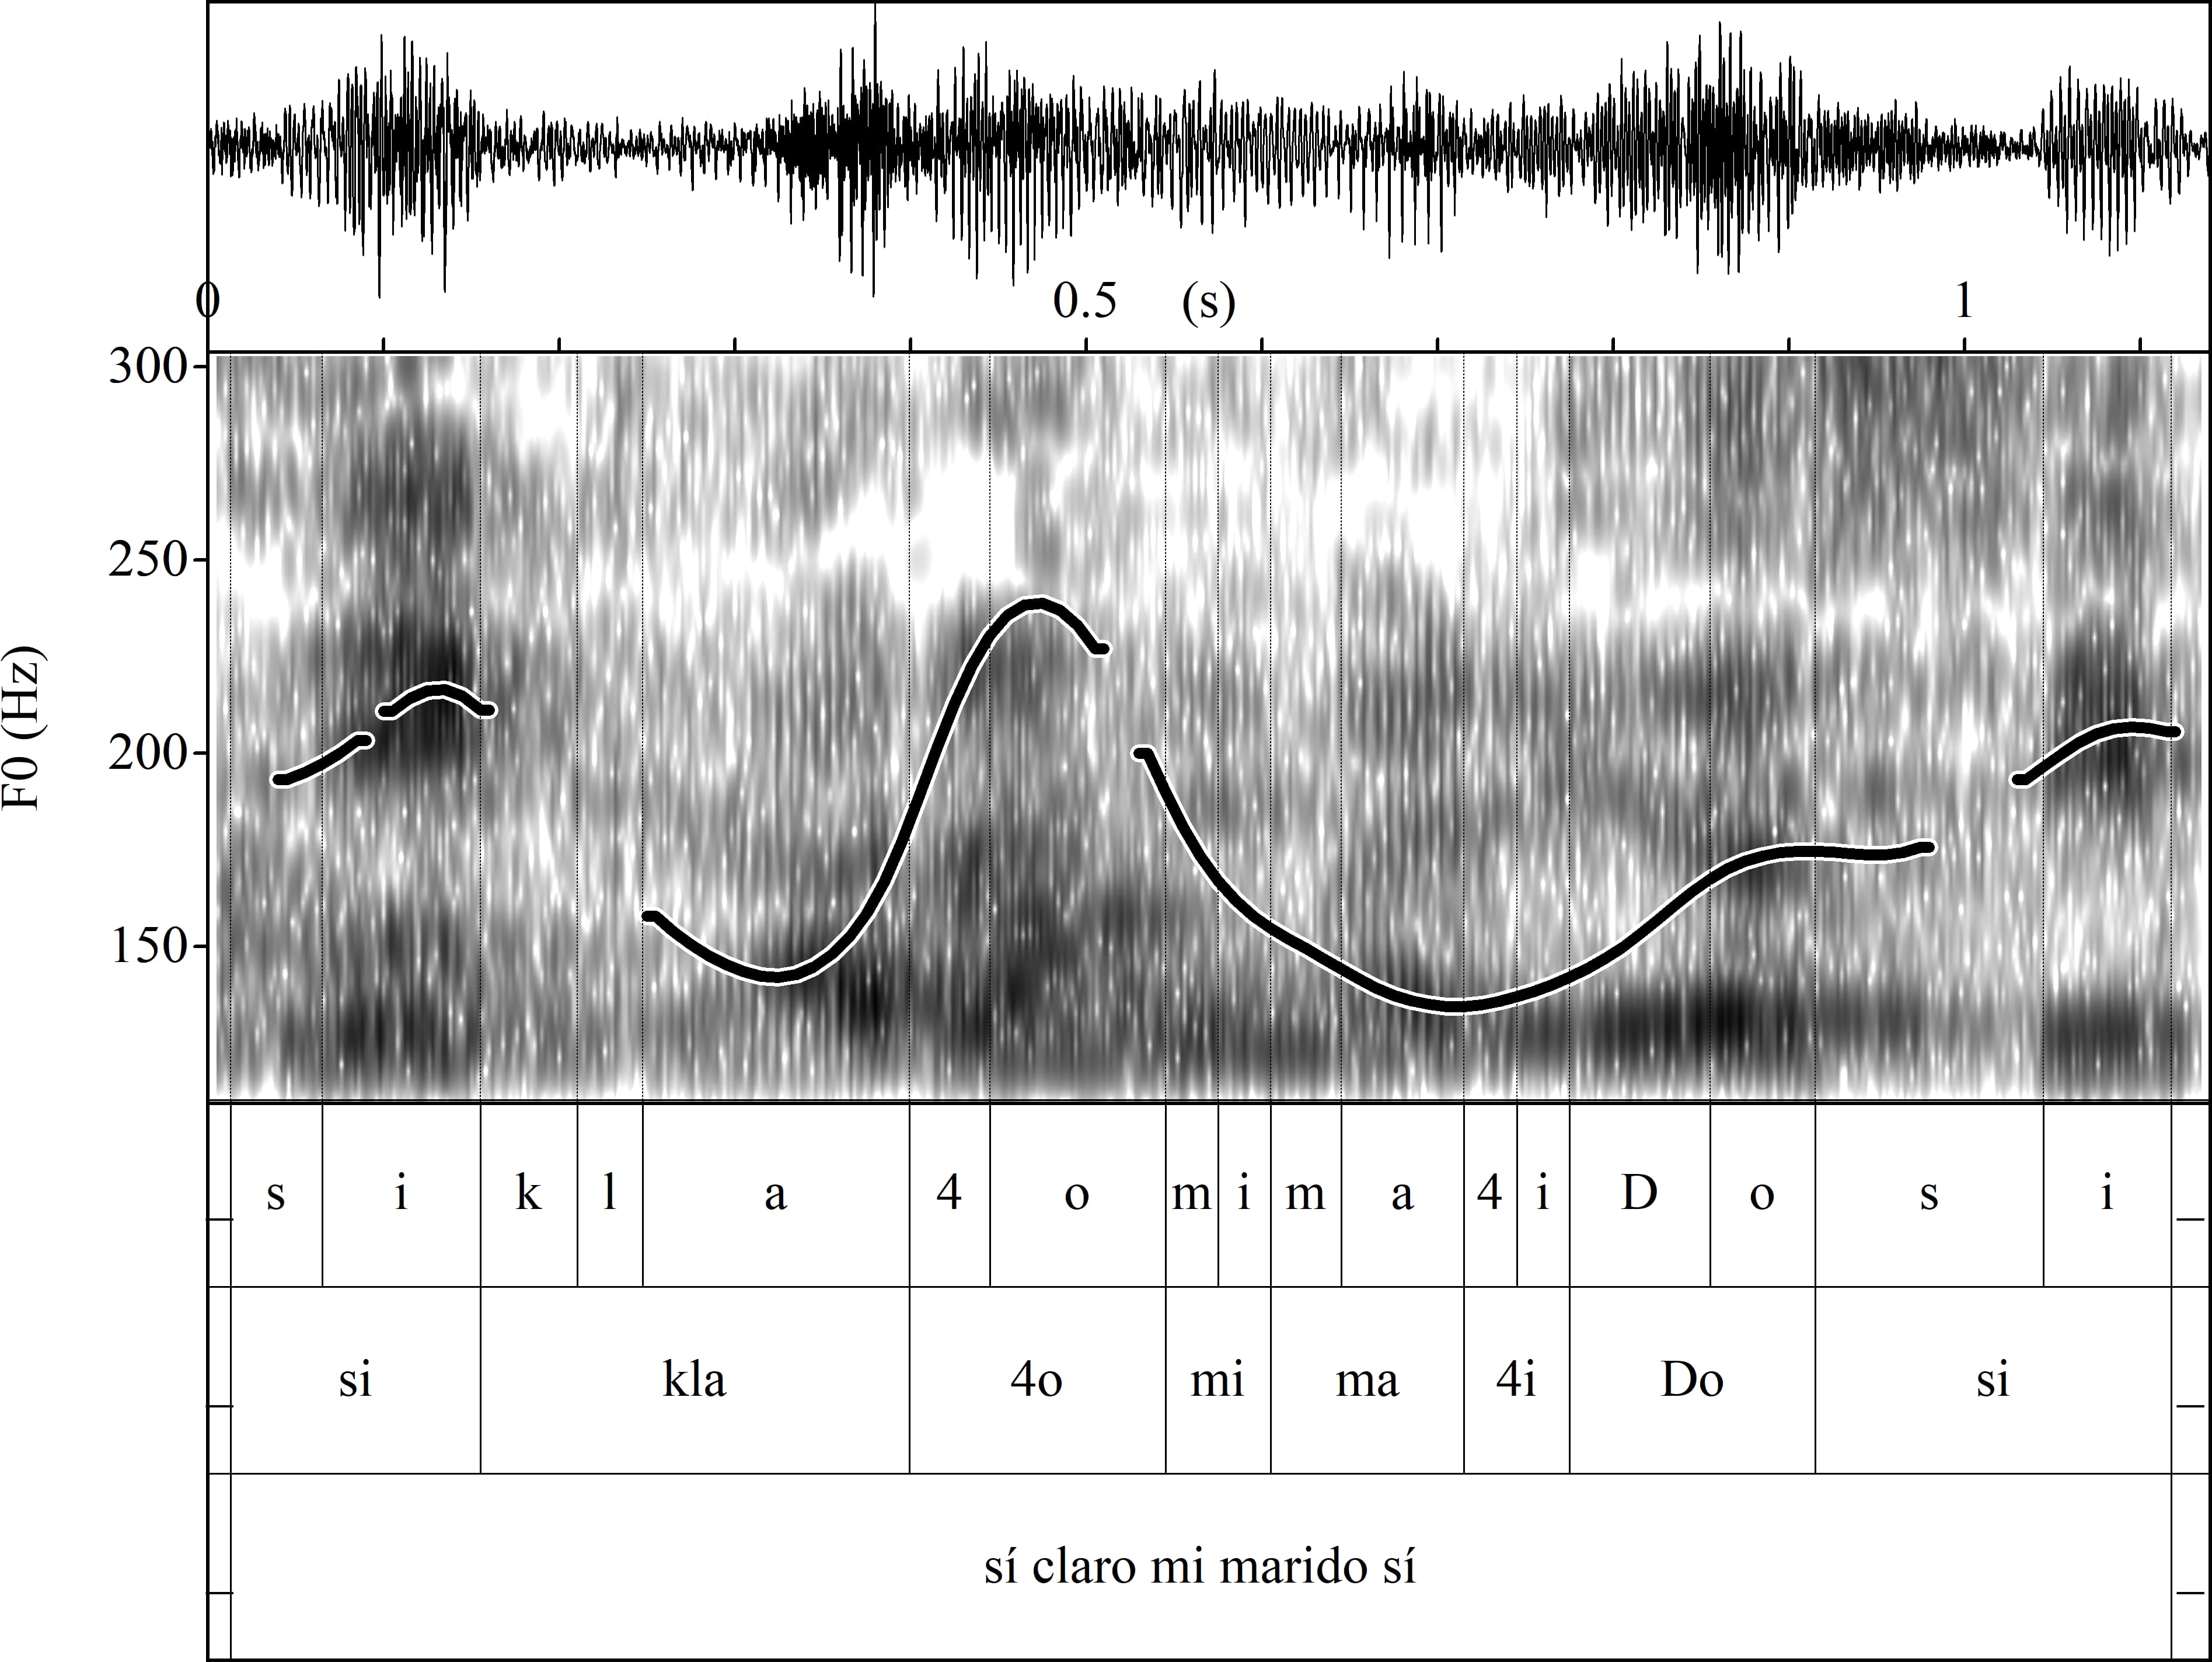 0 0.5 (s) 1
300
250
200
150
F0 (Hz)
s i k l a 4 o m i m a 4 i D o s i
si kla 4o mi ma 4i Do si
sí claro mi marido sí